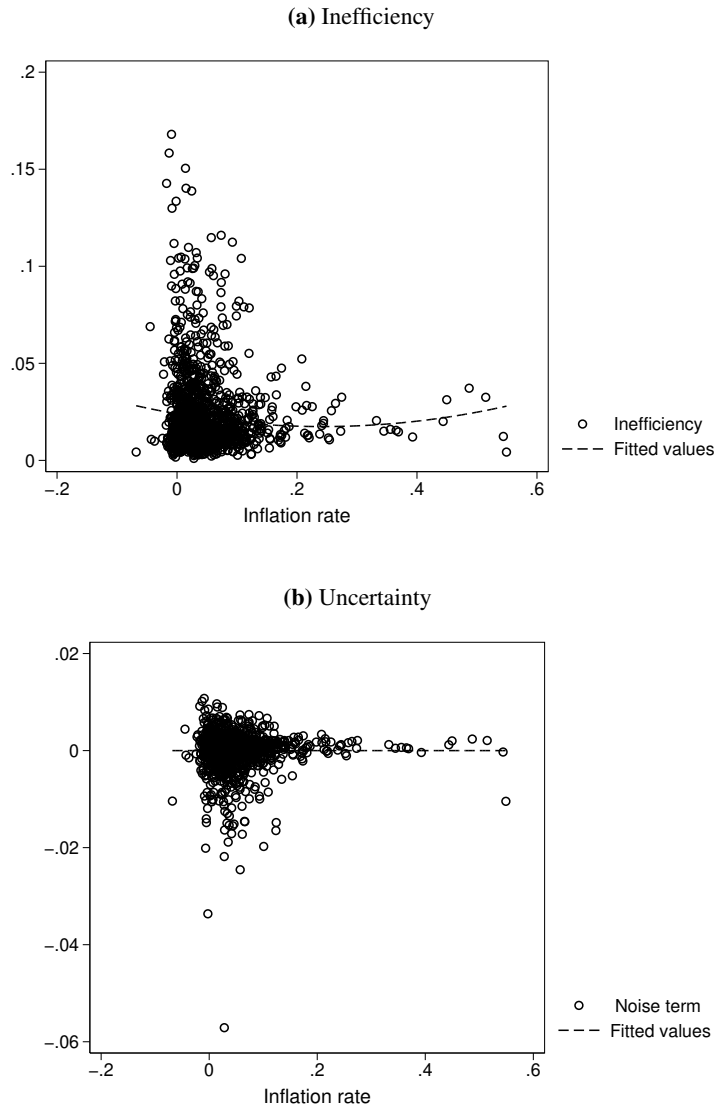 (a) Inefficiency
.2
.15
.1
.05
0
−.2 0 .2 .4 .6
Inflation rate
Inefficiency
Fitted values
(b) Uncertainty
.02
0
−.02
−.04
−.06
−.2 0 .2 .4 .6
Inflation rate
Noise term
Fitted values